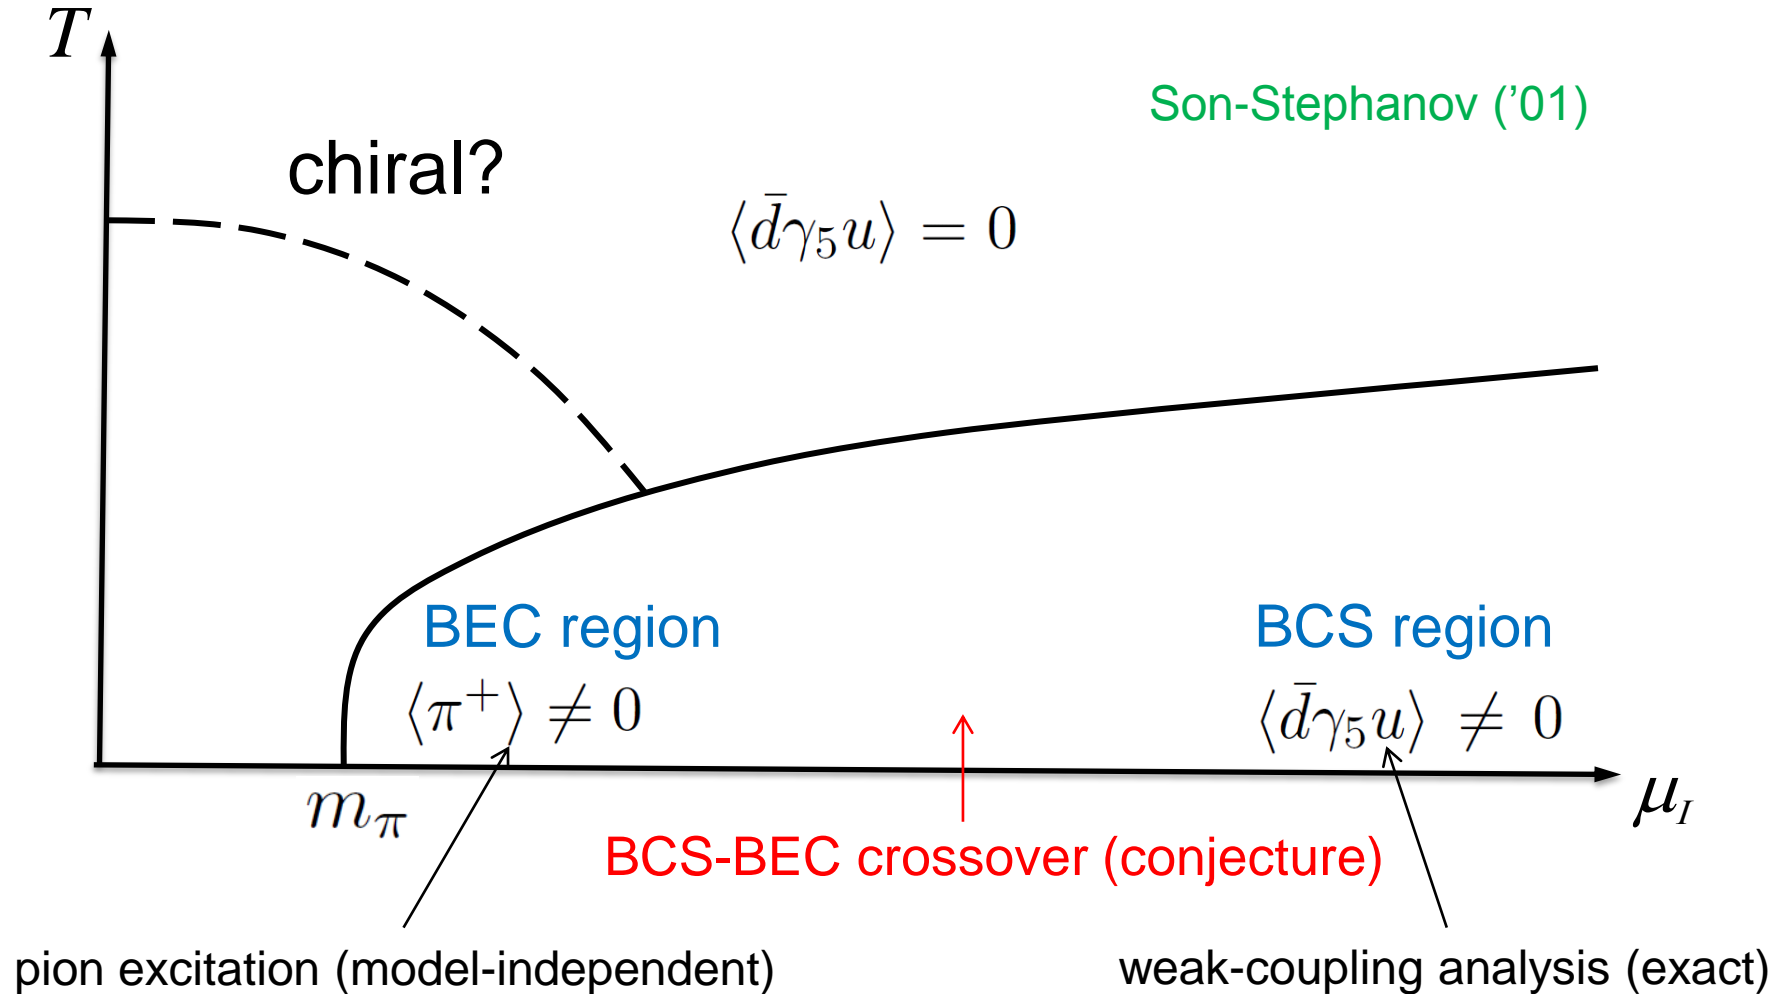 T
Son-Stephanov (’01)
chiral?
⟨d̄γ₅u⟩ = 0
BEC region
BCS region
⟨π⁺⟩ ≠ 0
⟨d̄γ₅u⟩ ≠ 0
m_π
μ_I
BCS-BEC crossover (conjecture)
pion excitation (model-independent)
weak-coupling analysis (exact)